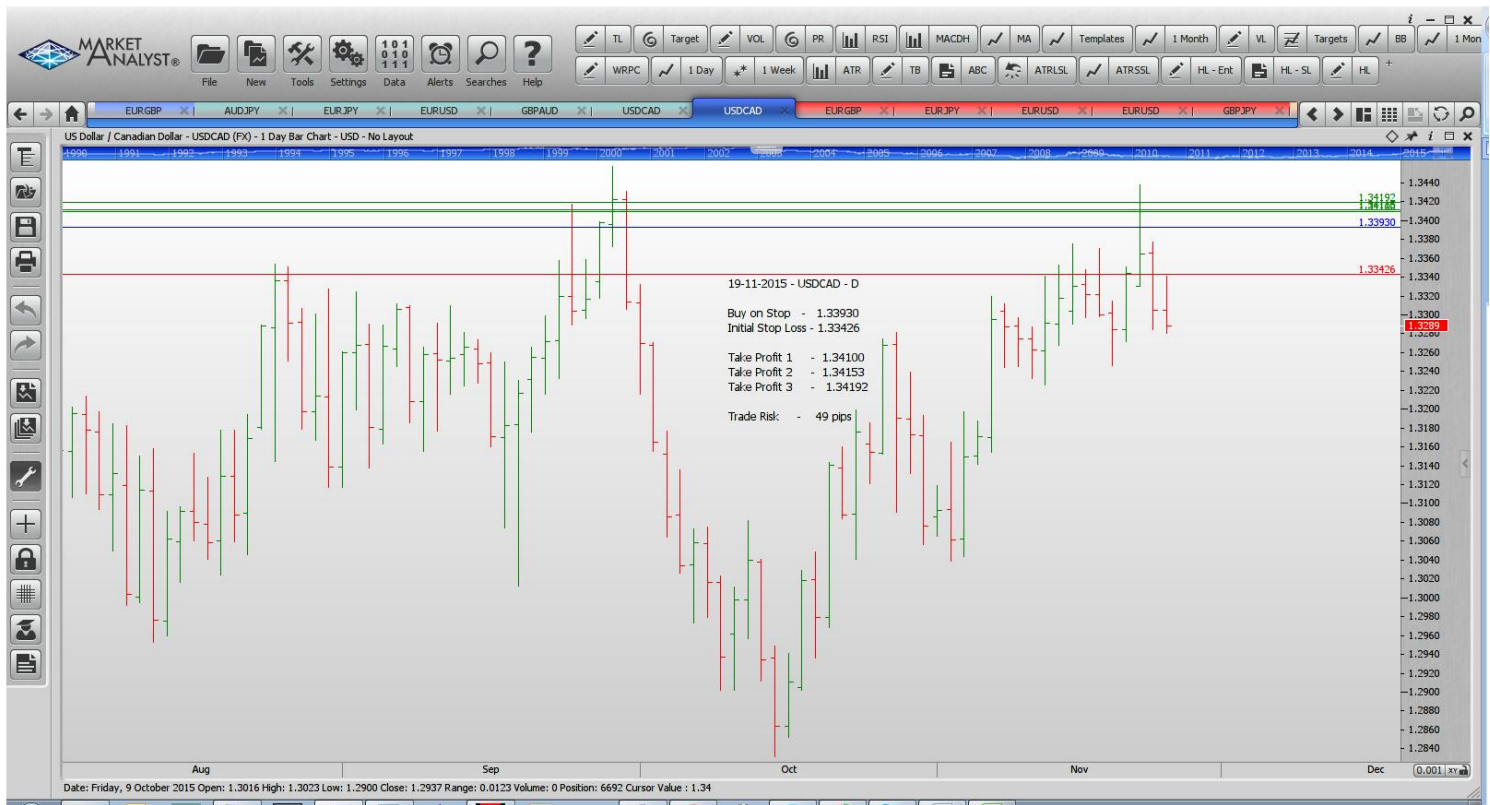 i
MARKET
ANALYST®
File New Tools Settings Data Alerts Searches Help
101
010
111
TL Target VOL PR RSI MACDH MA Templates 1 Month VL Targets BB 1 Mon
WRPC 1 Day 1 Week ATR TB ABC ATRLSL ATRSSL HL - Ent HL - SL HL +
EURGBP AUDJPY EURJPY EURUSD GBPAUD USDCAD USDCAD EURGBP EURJPY EURUSD EURUSD GBPJPY
US Dollar / Canadian Dollar - USDCAD (FX) - 1 Day Bar Chart - USD - No Layout
1990 1991 1992 1993 1994 1995 1996 1997 1998 1999 2000 2001 2002 2003 2004 2005 2006 2007 2008 2009 2010 2011 2012 2013 2014 2015
1.3440
1.34192
1.3420
1.3400
1.33930
1.3380
1.3360
1.33426
1.3340
19-11-2015 - USDCAD - D
1.3320
Buy on Stop - 1.33930
1.3300
Initial Stop Loss - 1.33426
1.3289
1.3280
Take Profit 1 - 1.34100
1.3260
Take Profit 2 - 1.34153
1.3240
Take Profit 3 - 1.34192
1.3220
Trade Risk - 49 pips
1.3200
1.3180
1.3160
1.3140
1.3120
1.3100
1.3080
1.3060
1.3040
1.3020
1.3000
1.2980
1.2960
1.2940
1.2920
1.2900
1.2880
1.2860
1.2840
Aug Sep Oct Nov Dec 0.001 XY
Date: Friday, 9 October 2015 Open: 1.3016 High: 1.3023 Low: 1.2900 Close: 1.2937 Range: 0.0123 Volume: 0 Position: 6692 Cursor Value : 1.34